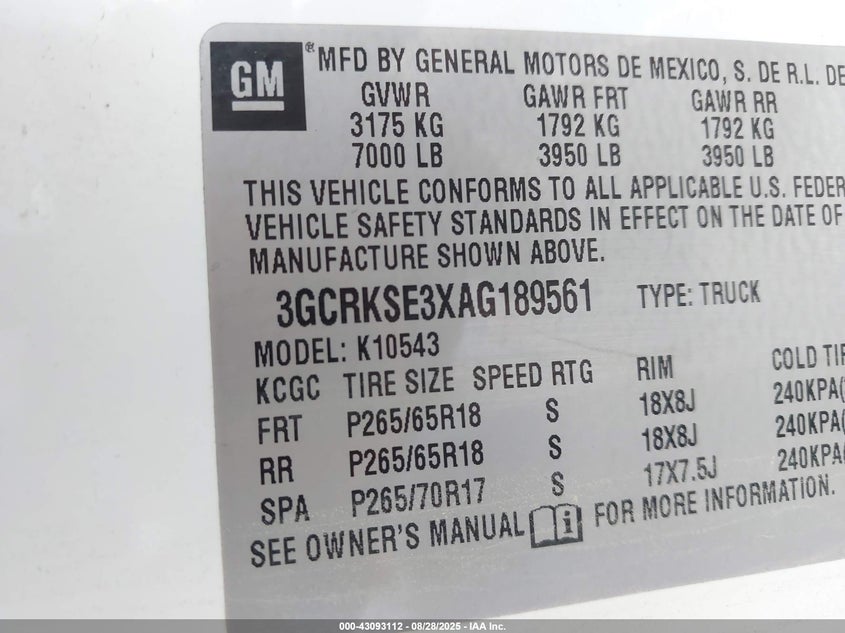 GM ® MFD BY GENERAL MOTORS DE MEXICO, S. DE R.L. DE
GVWR GAWR FRT GAWR RR
3175 KG 1792 KG 1792 KG
7000 LB 3950 LB 3950 LB
THIS VEHICLE CONFORMS TO ALL APPLICABLE U.S. FEDER
VEHICLE SAFETY STANDARDS IN EFFECT ON THE DATE OF
MANUFACTURE SHOWN ABOVE.
3GCRKSE3XAG189561 TYPE: TRUCK
MODEL: K10543
KCGC TIRE SIZE SPEED RTG RIM COLD TIR
FRT P265/65R18 S 18X8J 240KPA(
RR P265/65R18 S 18X8J 240KPA(
SPA P265/70R17 S 17X7.5J 240KPA(
SEE OWNER'S MANUAL i FOR MORE INFORMATION.
000-43093112 - 08/28/2025 - IAA Inc.